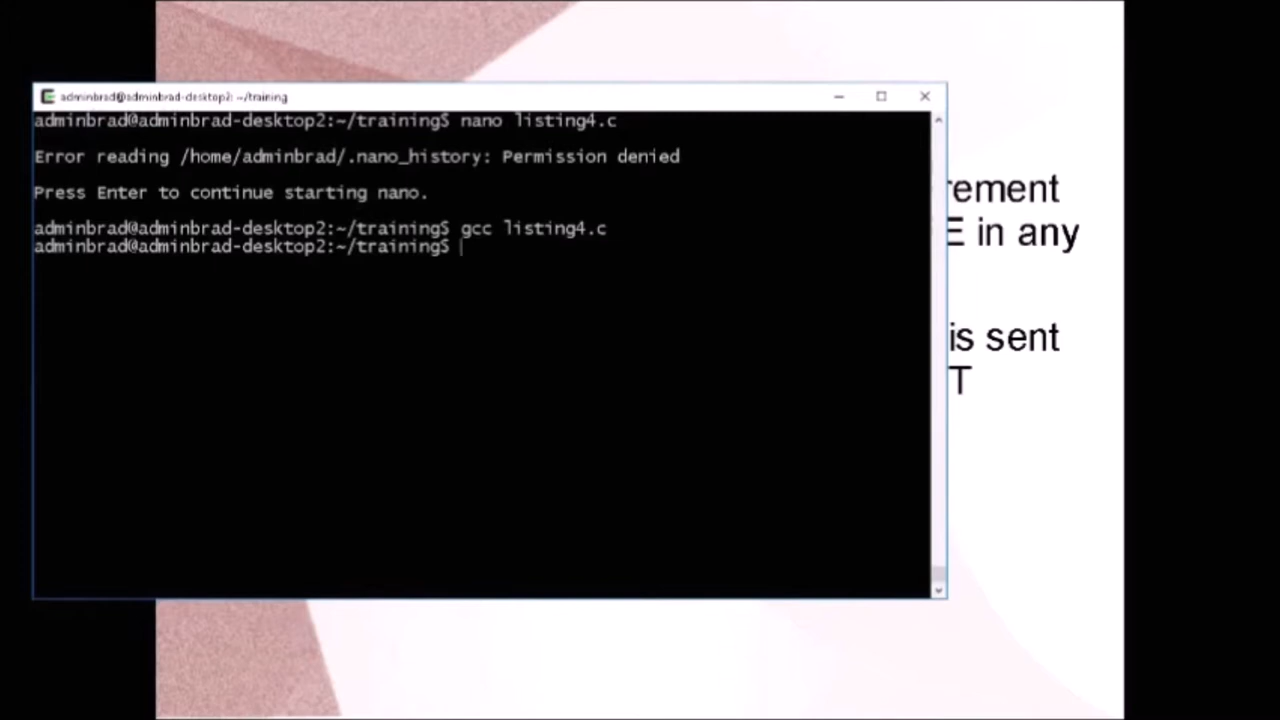 adminbrad@adminbrad-desktop2: ~/training
adminbrad@adminbrad-desktop2:~/training$ nano listing4.c
Error reading /home/adminbrad/.nano_history: Permission denied
Press Enter to continue starting nano.
adminbrad@adminbrad-desktop2:~/training$ gcc listing4.c
adminbrad@adminbrad-desktop2:~/training$
rement
E in any
is sent
T